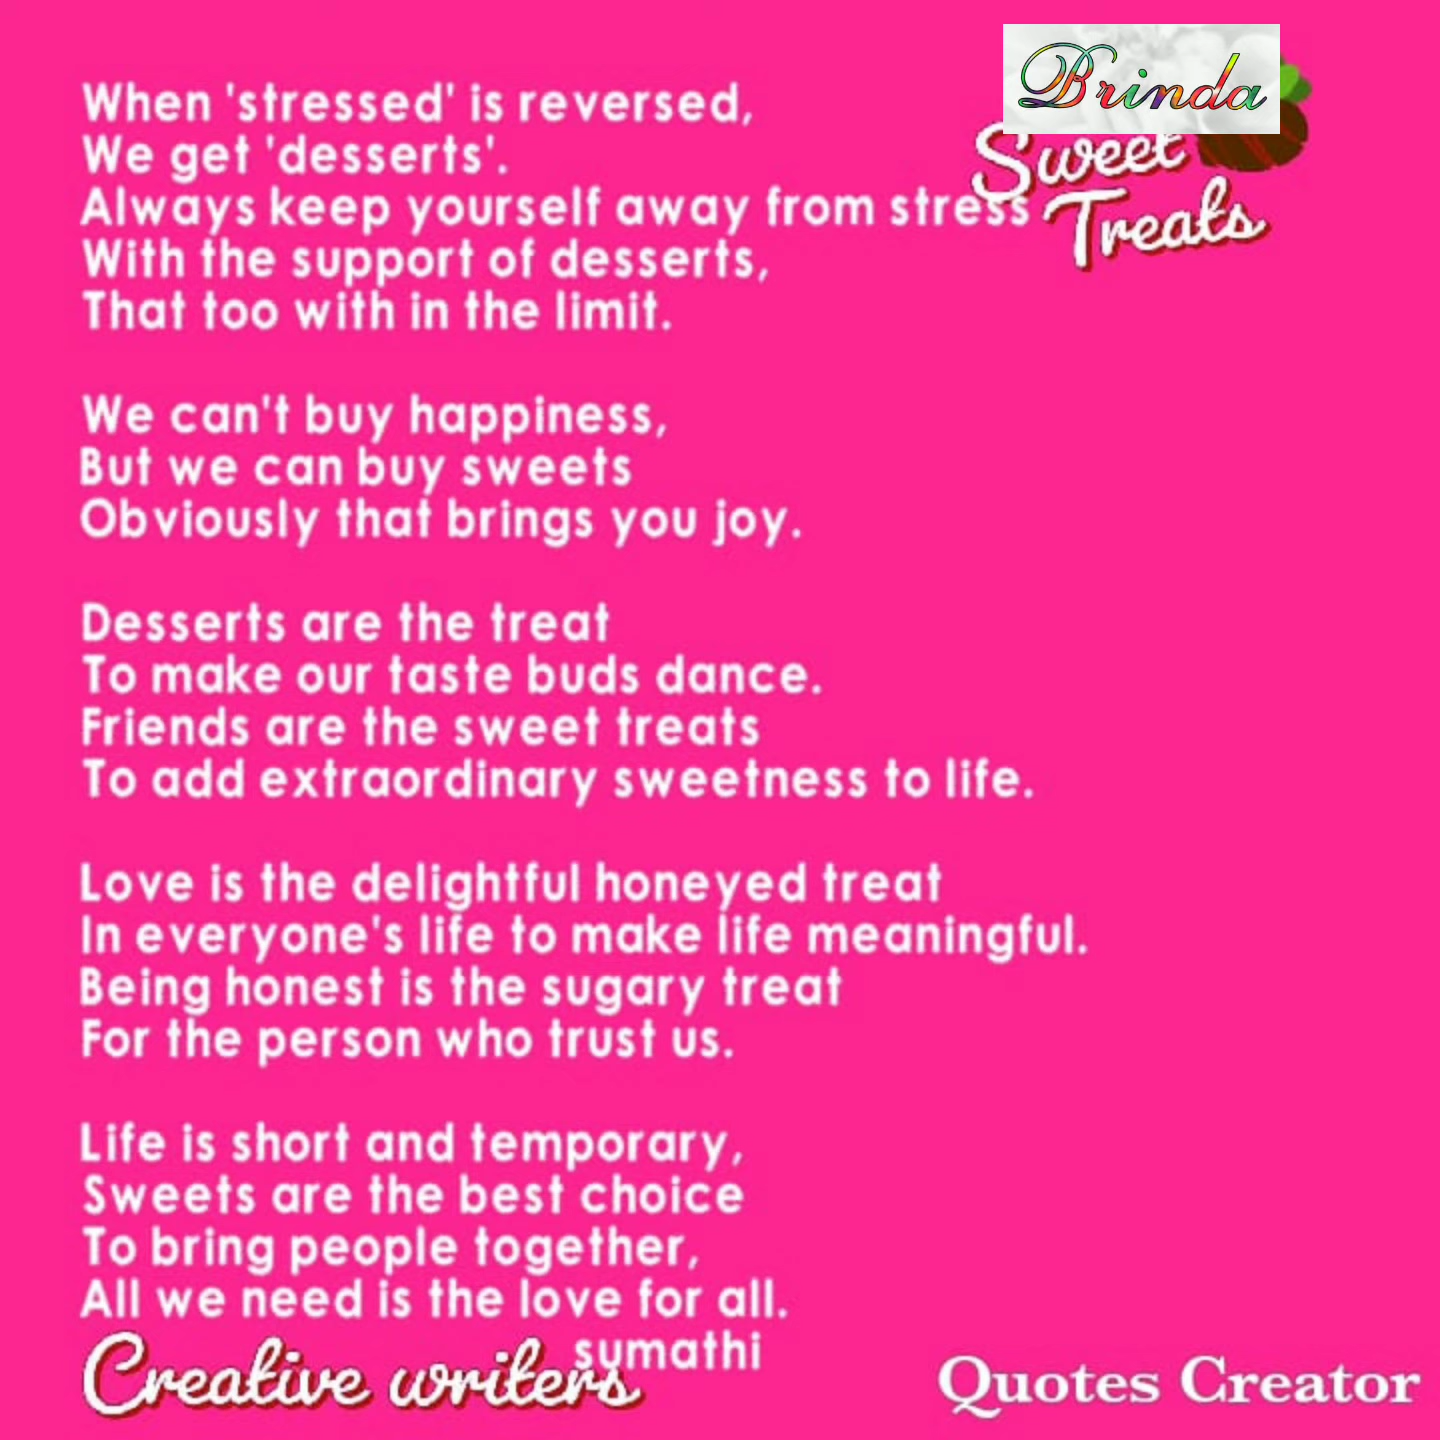 Brinda
Sweet
Treats
When 'stressed' is reversed,
We get 'desserts'.
Always keep yourself away from stress
With the support of desserts,
That too with in the limit.
We can't buy happiness,
But we can buy sweets
Obviously that brings you joy.
Desserts are the treat
To make our taste buds dance.
Friends are the sweet treats
To add extraordinary sweetness to life.
Love is the delightful honeyed treat
In everyone's life to make life meaningful.
Being honest is the sugary treat
For the person who trust us.
Life is short and temporary,
Sweets are the best choice
To bring people together,
All we need is the love for all.
sumathi
Creative writers
Quotes Creator